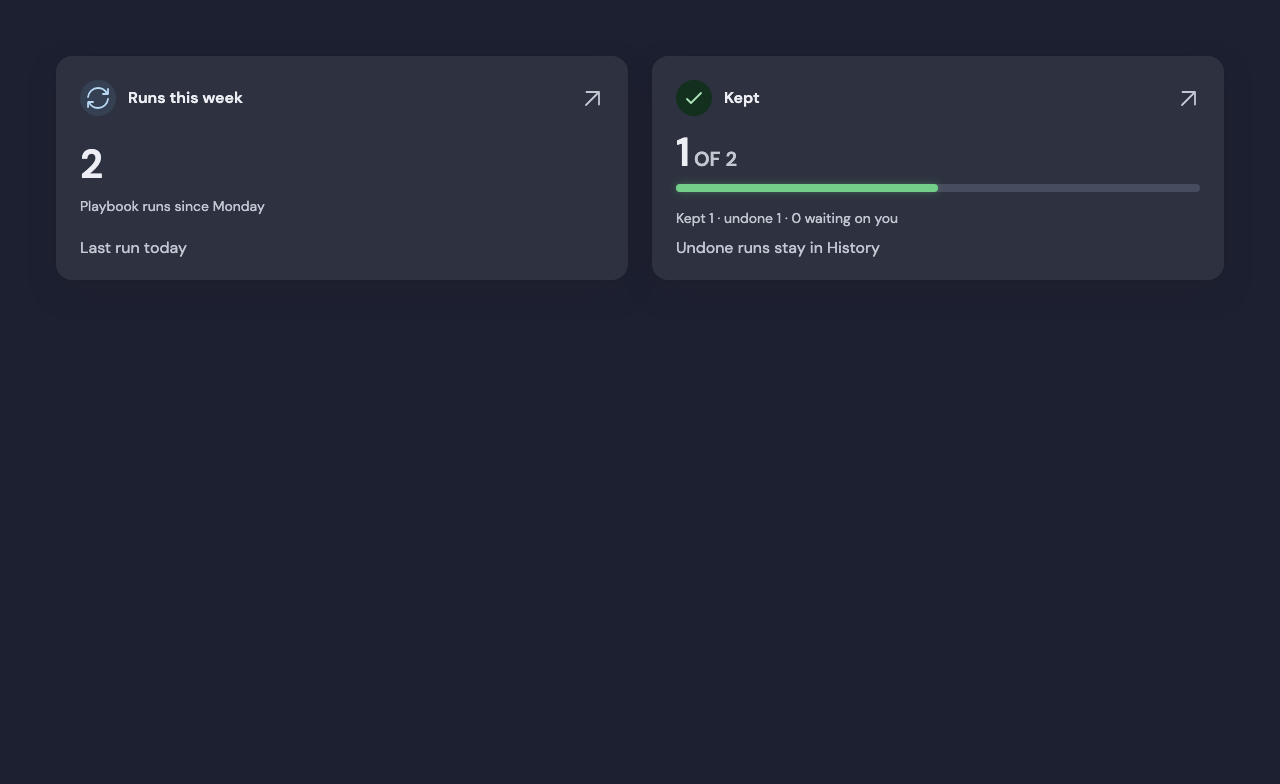 Runs this week
2
Playbook runs since Monday
Last run today
Kept
1 OF 2
Kept 1 · undone 1 · 0 waiting on you
Undone runs stay in History